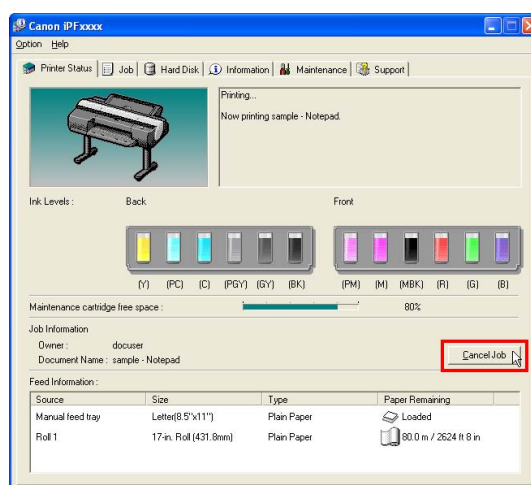 Canon iPFxxxx
Option Help
Printer Status Job Hard Disk Information Maintenance Support
Printing...
Now printing sample - Notepad.
Ink Levels : Back Front
(Y) (PC) (C) (PGY) (GY) (BK) (PM) (M) (MBK) (R) (G) (B)
Maintenance cartridge free space : 80%
Job Information
Owner : docuser
Document Name : sample - Notepad
Cancel Job
Feed Information :
Source Size Type Paper Remaining
Manual feed tray Letter(8.5"x11") Plain Paper Loaded
Roll 1 17-in. Roll (431.8mm) Plain Paper 80.0 m / 2624 ft 8 in